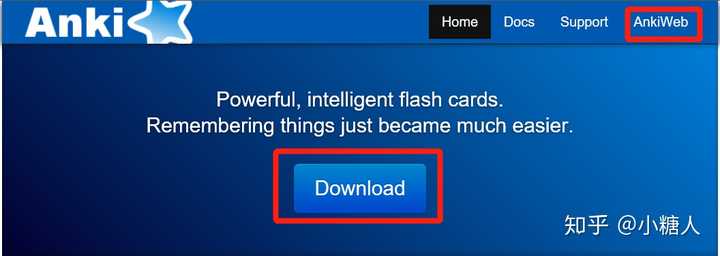 Anki
Home Docs Support AnkiWeb
Powerful, intelligent flash cards.
Remembering things just became much easier.
Download
知乎 @小糖人